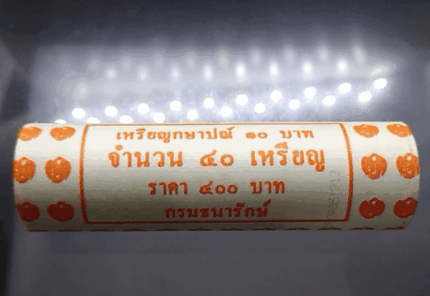 เหรียญกษาปณ์ ๑๐ บาท
จำนวน ๔๐ เหรียญ
ราคา ๔๐๐ บาท
กรมธนารักษ์